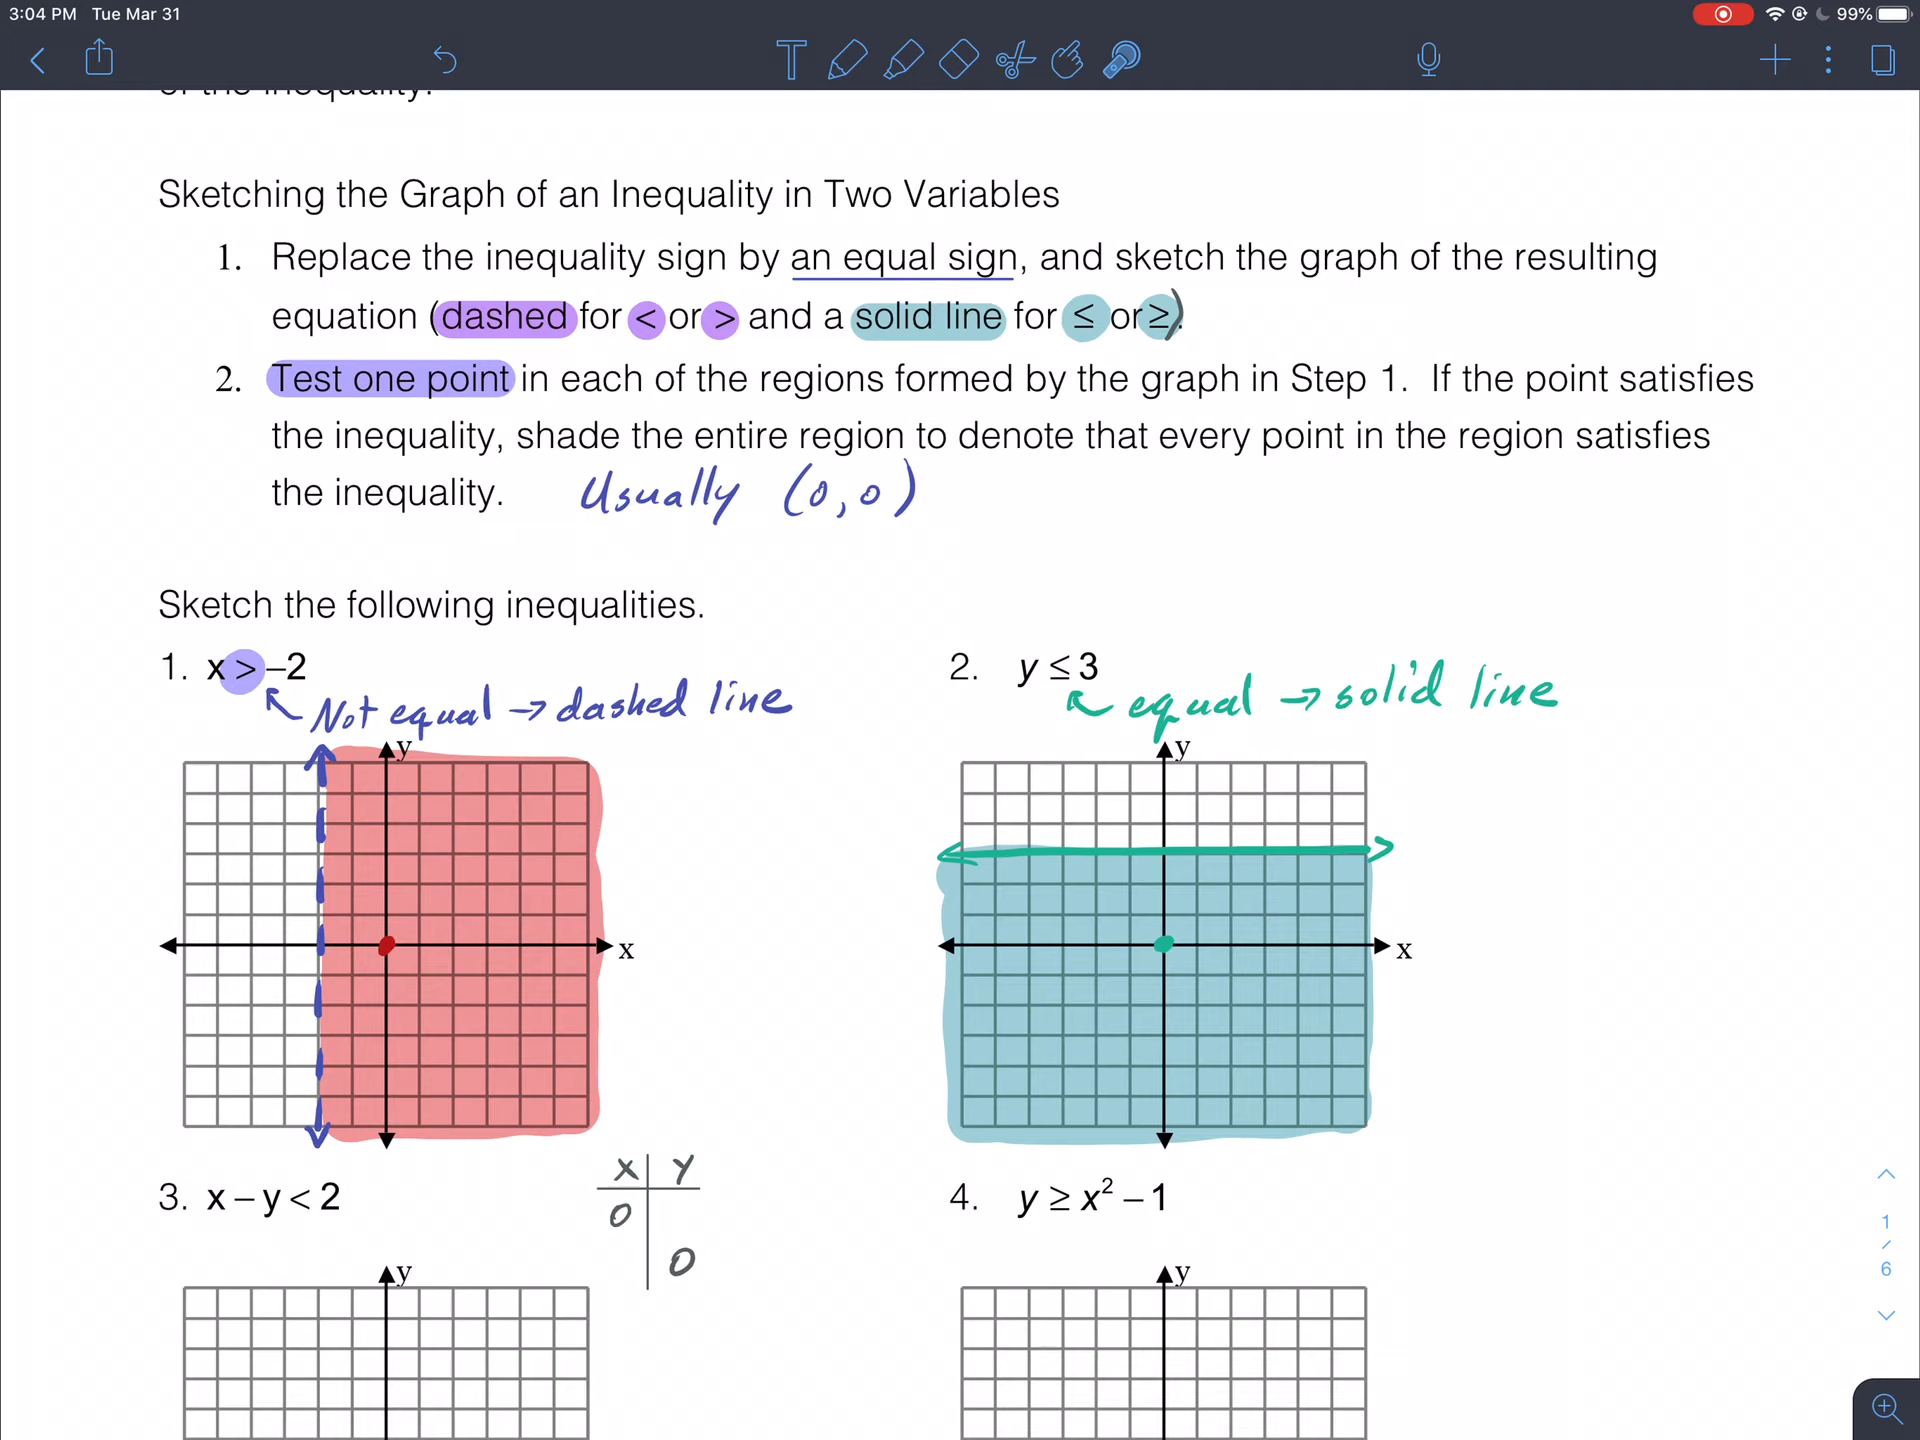 3:04 PM Tue Mar 31
99%
of the inequality.
Sketching the Graph of an Inequality in Two Variables
1. Replace the inequality sign by an equal sign, and sketch the graph of the resulting
equation (dashed for < or > and a solid line for ≤ or ≥).
2. Test one point in each of the regions formed by the graph in Step 1. If the point satisfies
the inequality, shade the entire region to denote that every point in the region satisfies
the inequality. Usually (0,0)
Sketch the following inequalities.
1. x > −2
Not equal → dashed line
2. y ≤ 3
equal → solid line
y
x
y
x
3. x − y < 2
x y
0
0
4. y ≥ x² − 1
y
y
1
/
6